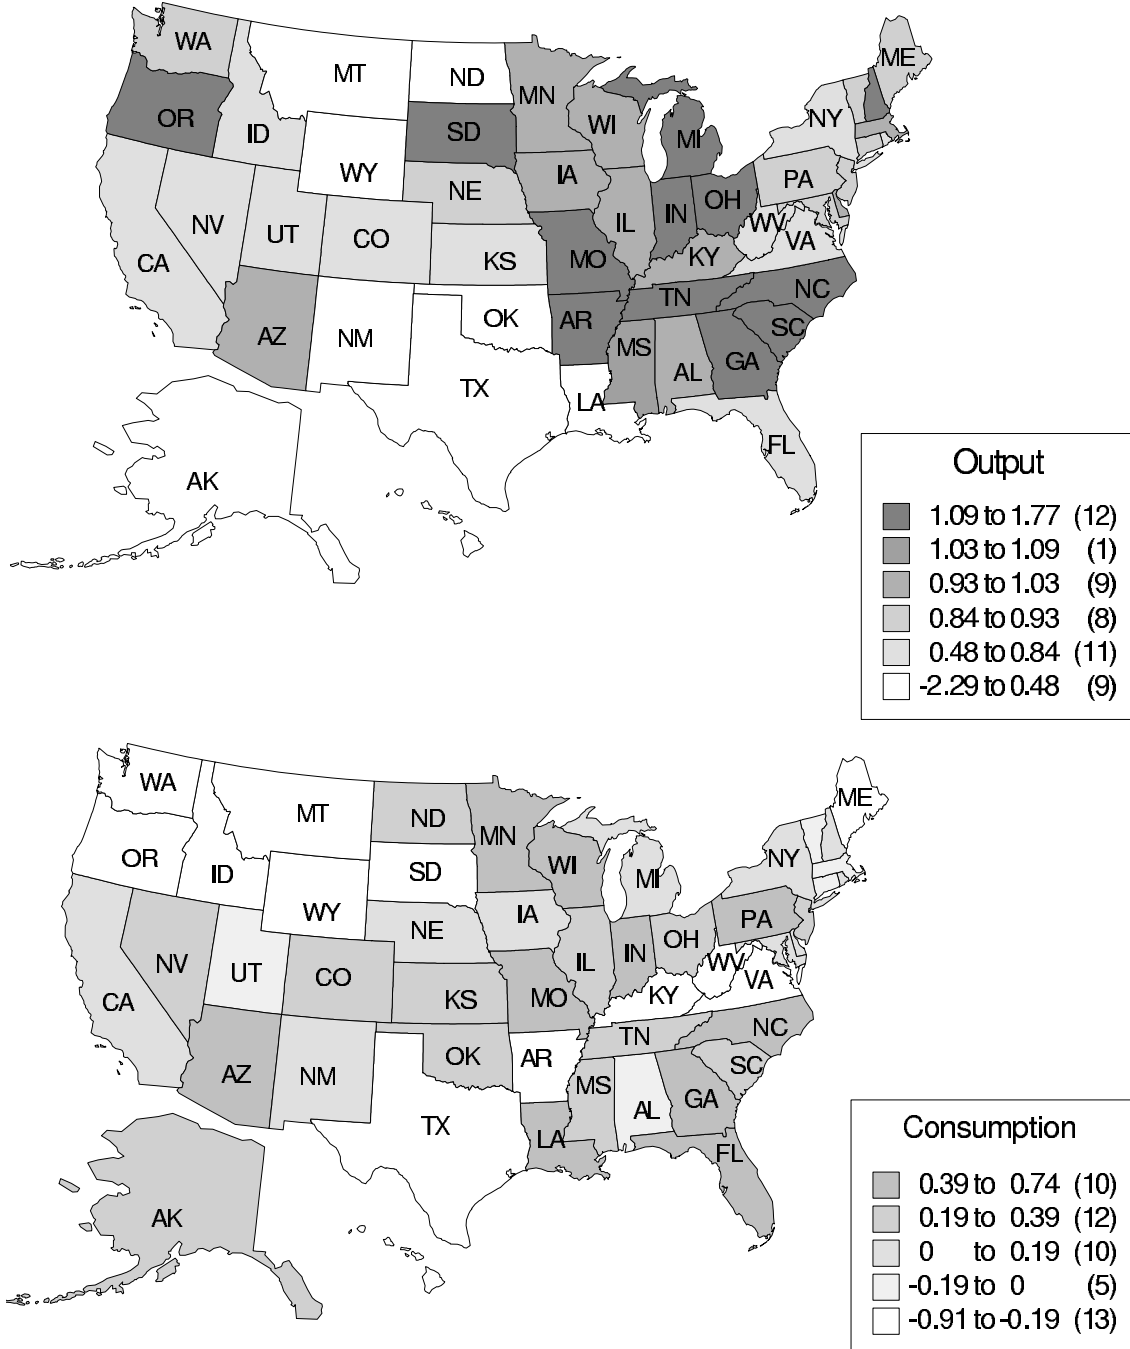 WA
MT
ND
MN
ME
OR
ID
SD
WI
MI
NY
WY
NE
IA
PA
NV
UT
CO
KS
IL
IN
OH
WV
VA
CA
MO
KY
AZ
NM
OK
AR
TN
NC
SC
MS
AL
GA
TX
LA
FL
AK
Output
1.09 to 1.77 (12)
1.03 to 1.09 (1)
0.93 to 1.03 (9)
0.84 to 0.93 (8)
0.48 to 0.84 (11)
-2.29 to 0.48 (9)
WA
MT
ND
MN
ME
OR
ID
SD
WI
MI
NY
WY
NE
IA
PA
NV
UT
CO
KS
IL
IN
OH
WV
VA
CA
MO
KY
AZ
NM
OK
AR
TN
NC
SC
MS
AL
GA
TX
LA
FL
AK
Consumption
0.39 to 0.74 (10)
0.19 to 0.39 (12)
0 to 0.19 (10)
-0.19 to 0 (5)
-0.91 to -0.19 (13)